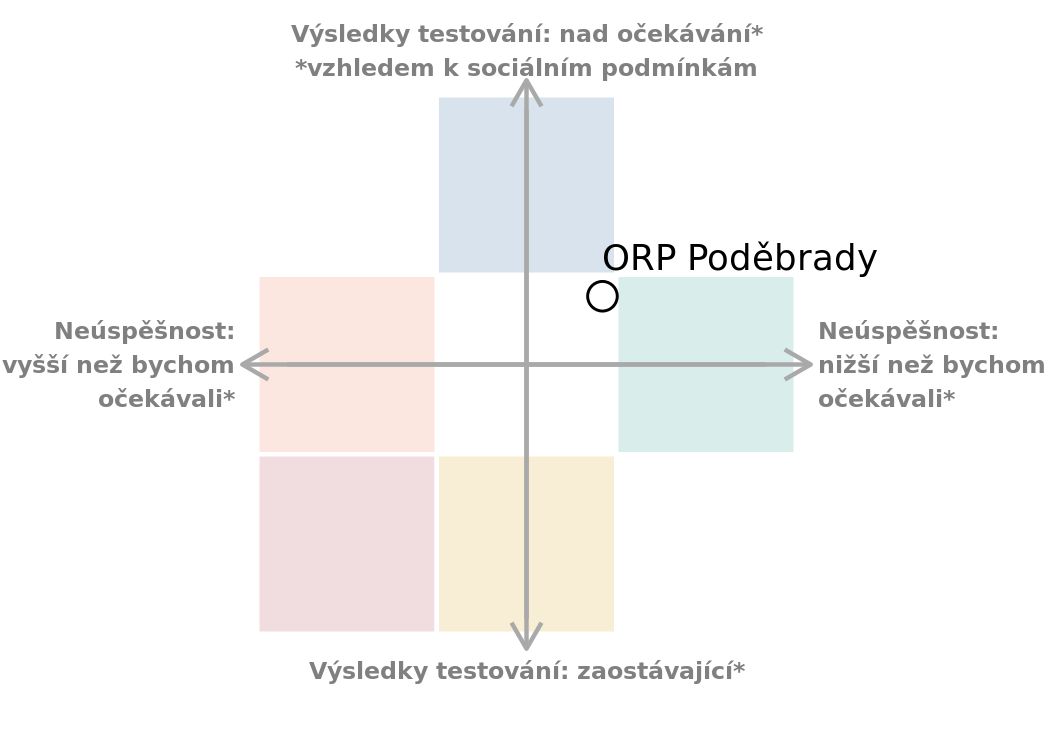 Výsledky testování: nad očekávání*
*vzhledem k sociálním podmínkám
ORP Poděbrady
Neúspěšnost:
vyšší než bychom
očekávali*
Neúspěšnost:
nižší než bychom
očekávali*
Výsledky testování: zaostávající*